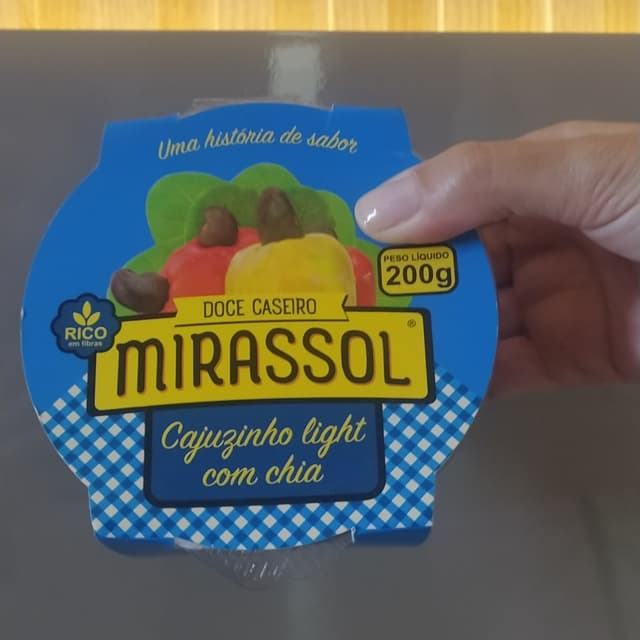 Uma história de sabor
PESO LÍQUIDO
200g
DOCE CASEIRO
RICO
em fibras
MIRASSOL®
Cajuzinho light
com chia